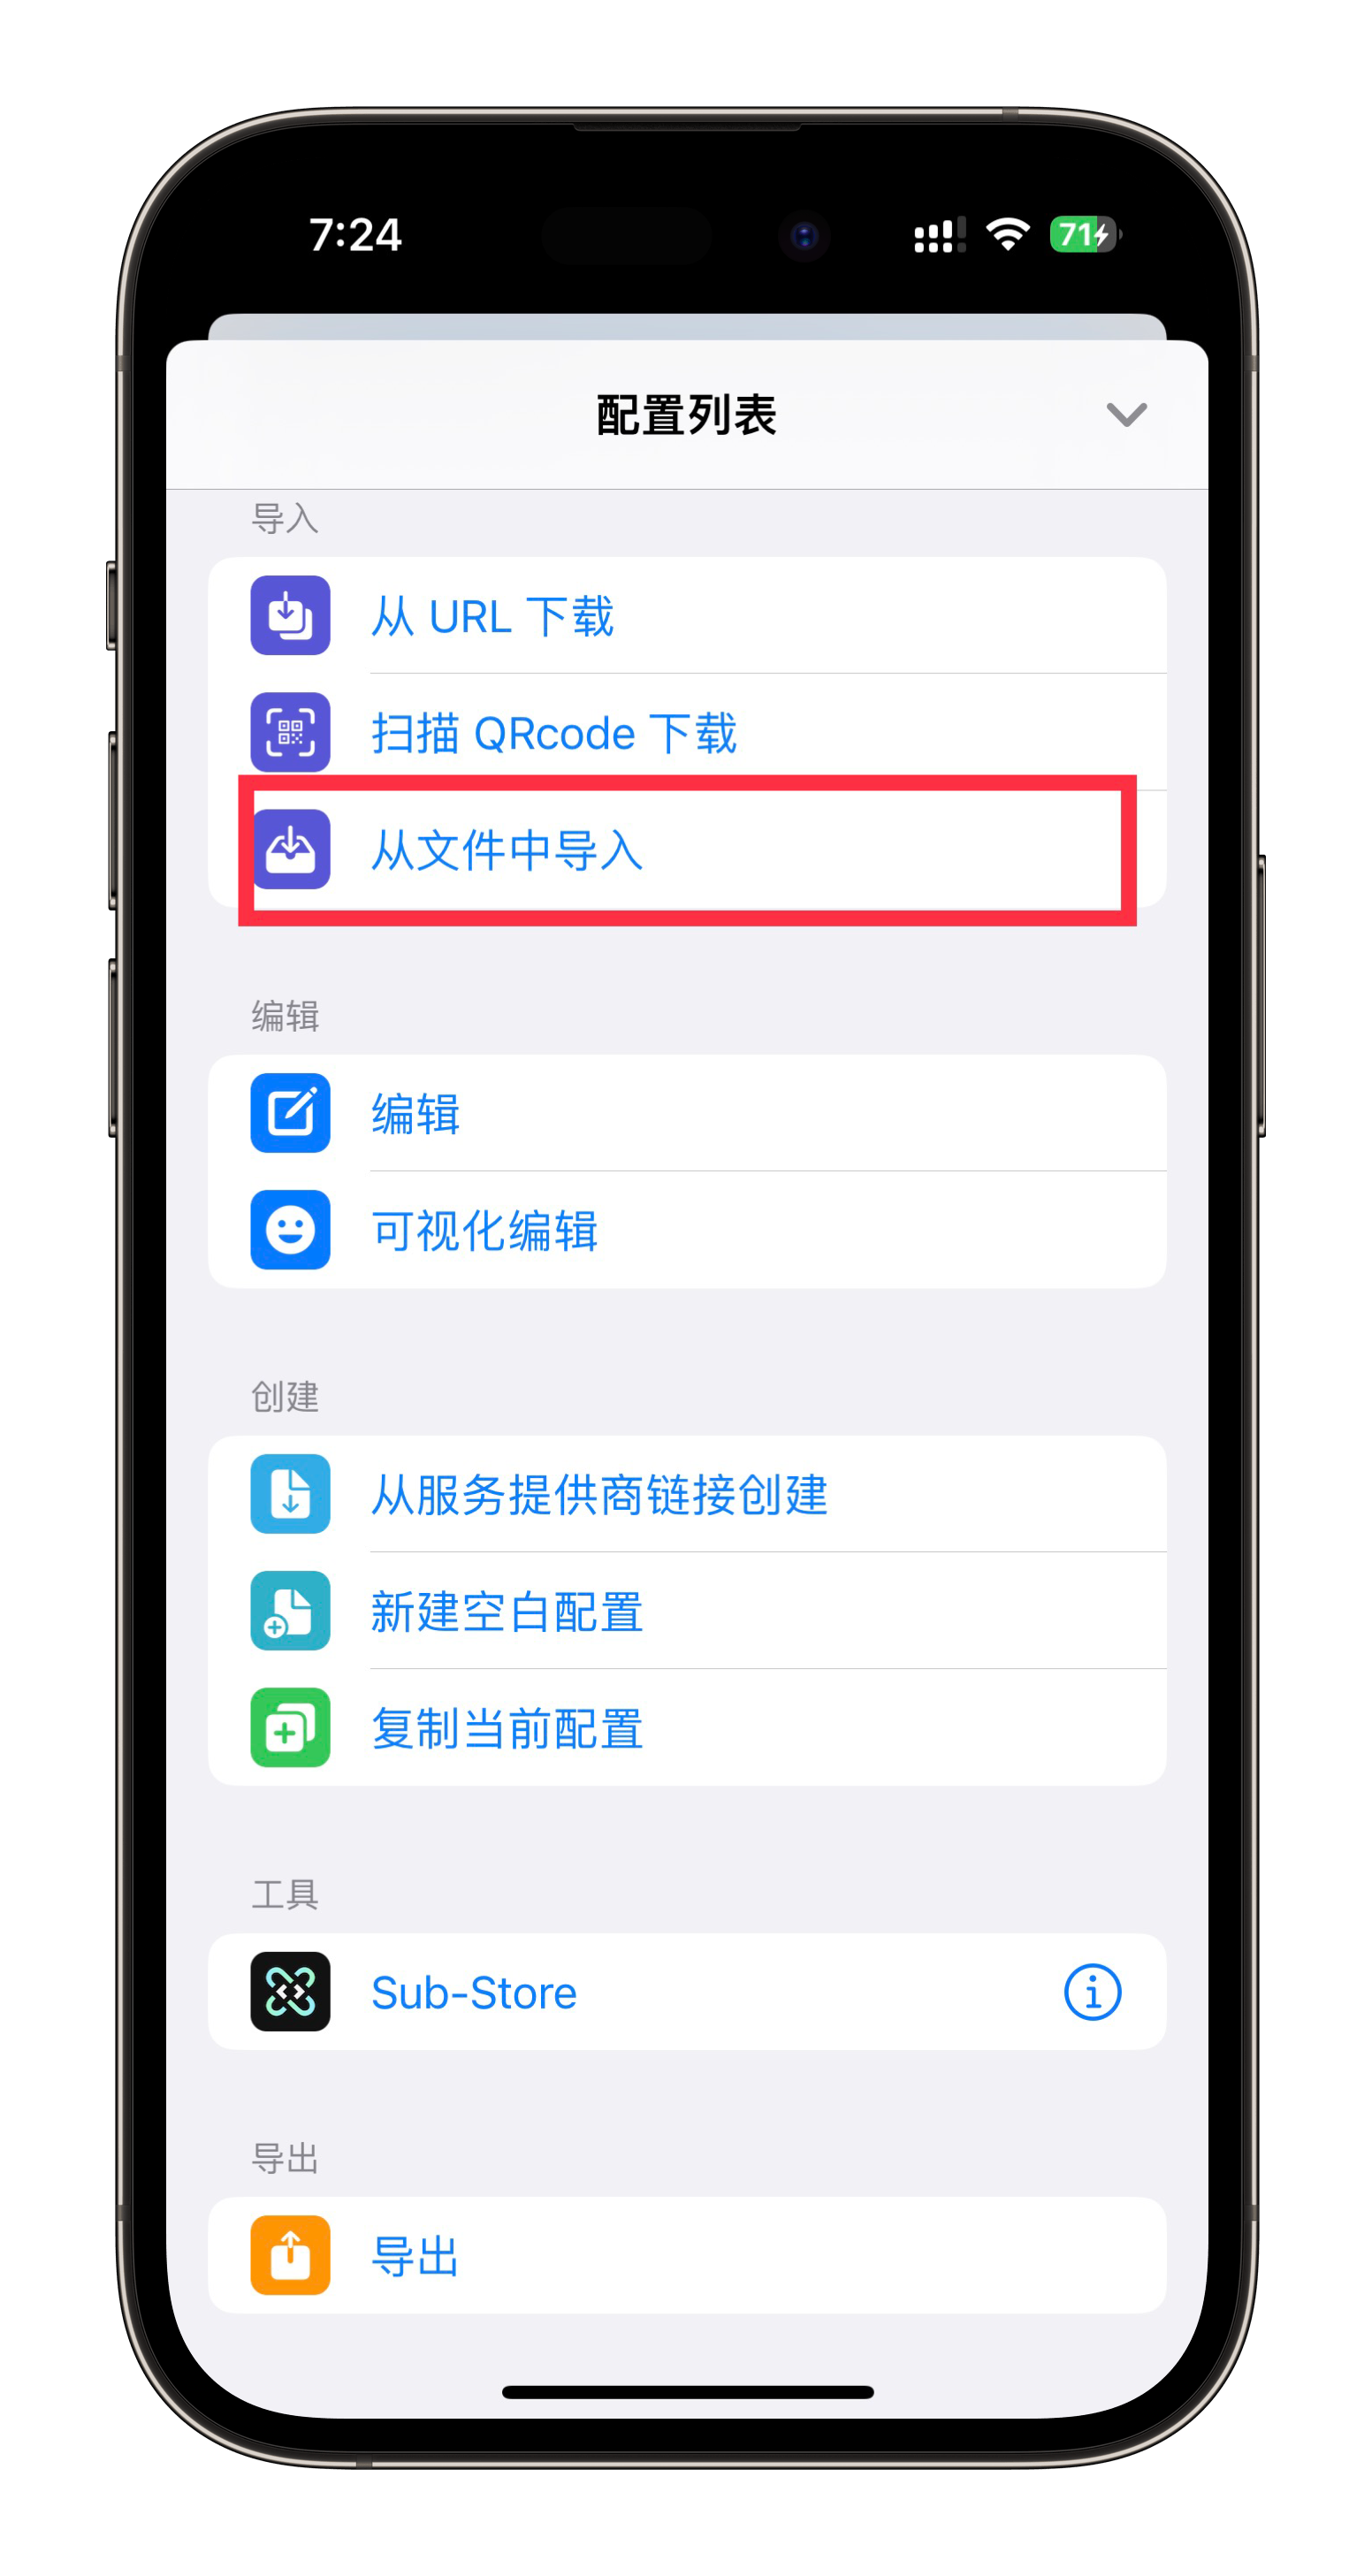 7:24
71
配置列表
导入
从 URL 下载
扫描 QRcode 下载
从文件中导入
编辑
编辑
可视化编辑
创建
从服务提供商链接创建
新建空白配置
复制当前配置
工具
Sub-Store
导出
导出